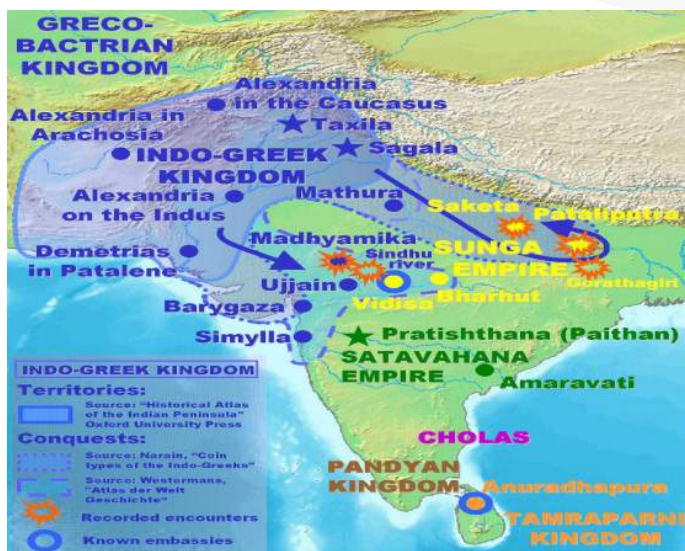 GRECO-
BACTRIAN
KINGDOM
Alexandria
in the Caucasus
Alexandria in
Arachosia
Taxila
INDO-GREEK
KINGDOM
Sagala
Alexandria
on the Indus
Mathura
Saketa
Pataliputra
Demetrias
in Patalene
Madhyamika
Sindhu
river
SUNGA
EMPIRE
Gorathagiri
Ujjain
Vidisa
Bharhut
Barygaza
Simylla
Pratishthana (Paithan)
SATAVAHANA
EMPIRE
Amaravati
CHOLAS
PANDYAN
KINGDOM
Anuradhapura
TAMRAPARNI
KINGDOM
INDO-GREEK KINGDOM
Territories:
Source: "Historical Atlas
of the Indian Peninsula"
Oxford University Press
Conquests:
Source: Narain, "Coin
types of the Indo-Greeks"
Source: Westermans,
"Atlas der Welt
Geschichte"
Recorded encounters
Known embassies